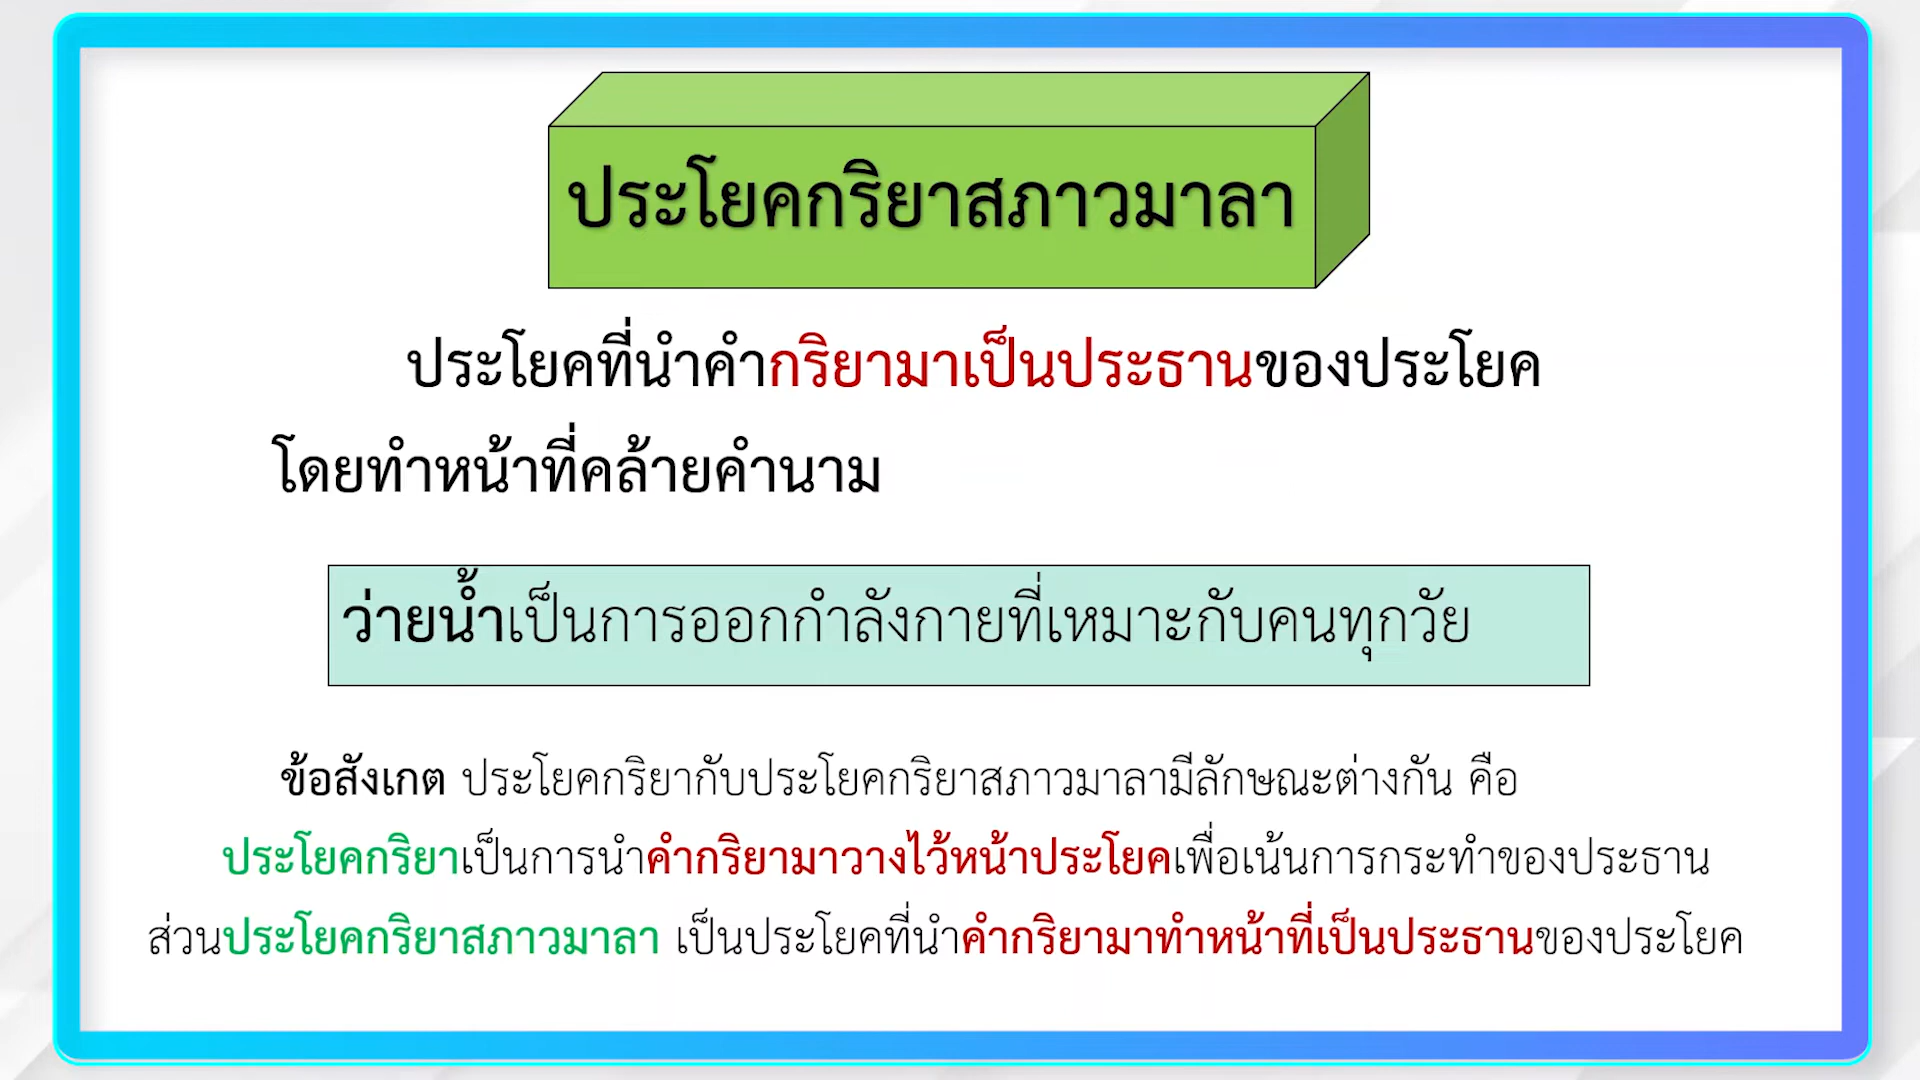 ประโยคกริยาสภาวมาลา
ประโยคที่นำคำกริยามาเป็นประธานของประโยค
โดยทำหน้าที่คล้ายคำนาม
ว่ายน้ำเป็นการออกกำลังกายที่เหมาะกับคนทุกวัย
ข้อสังเกต ประโยคกริยากับประโยคกริยาสภาวมาลามีลักษณะต่างกัน คือ
ประโยคกริยาเป็นการนำคำกริยามาวางไว้หน้าประโยคเพื่อเน้นการกระทำของประธาน
ส่วนประโยคกริยาสภาวมาลา เป็นประโยคที่นำคำกริยามาทำหน้าที่เป็นประธานของประโยค